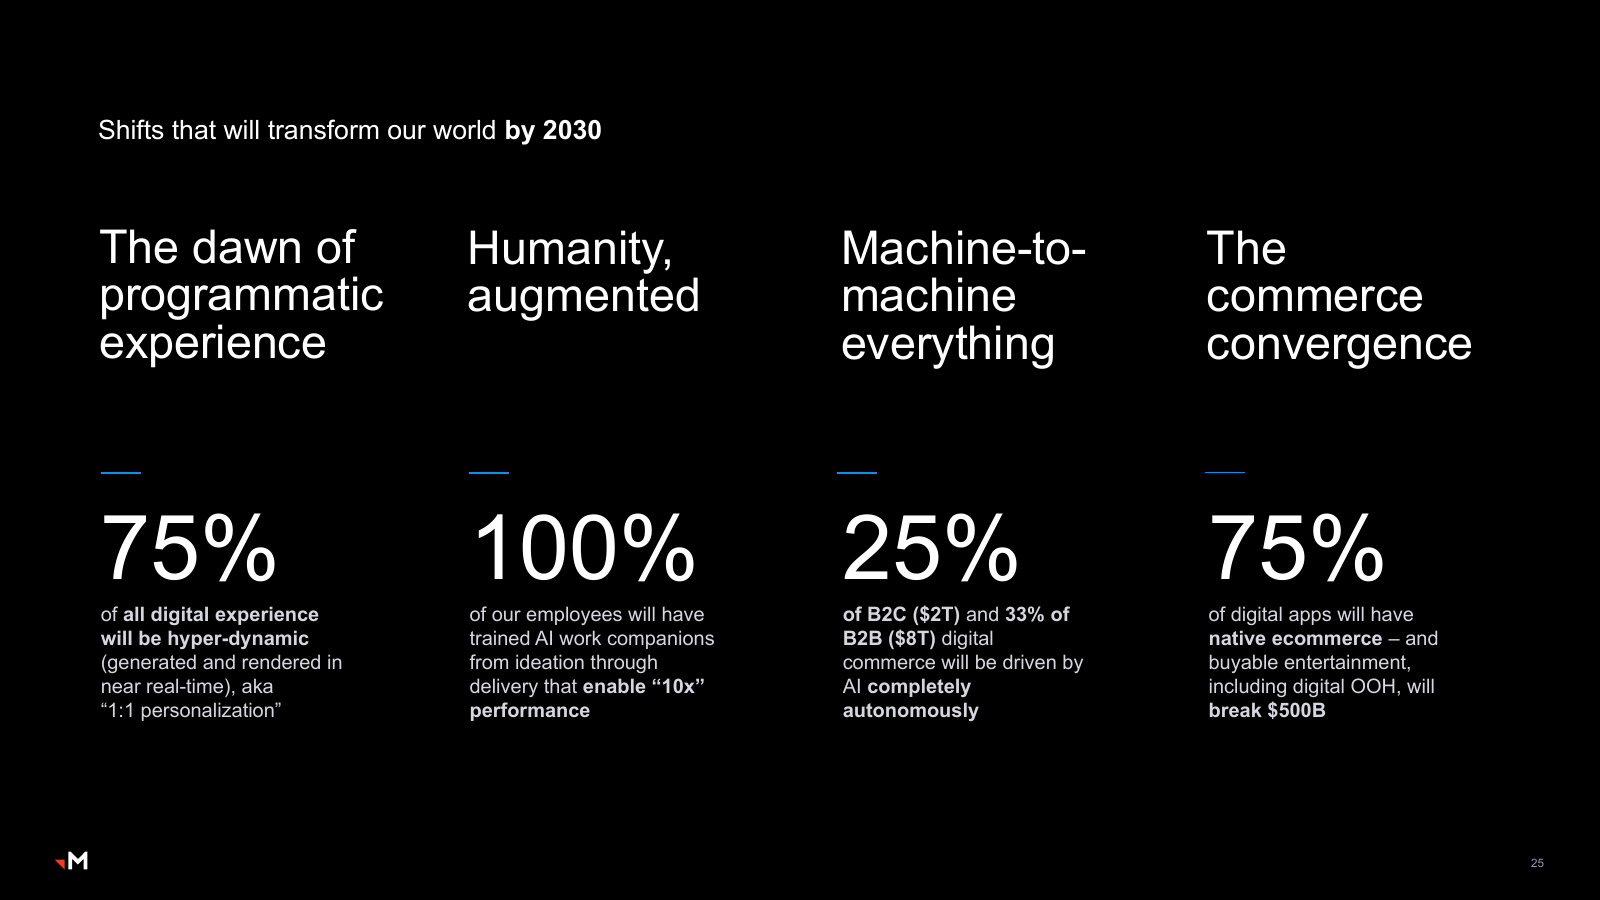 Shifts that will transform our world by 2030
The dawn of
programmatic
experience
75%
of all digital experience
will be hyper-dynamic
(generated and rendered in
near real-time), aka
“1:1 personalization”
Humanity,
augmented
100%
of our employees will have
trained AI work companions
from ideation through
delivery that enable “10x”
performance
Machine-to-
machine
everything
25%
of B2C ($2T) and 33% of
B2B ($8T) digital
commerce will be driven by
AI completely
autonomously
The
commerce
convergence
75%
of digital apps will have
native ecommerce – and
buyable entertainment,
including digital OOH, will
break $500B
M
25